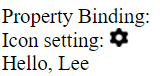 Property Binding:
Icon setting:
Hello, Lee